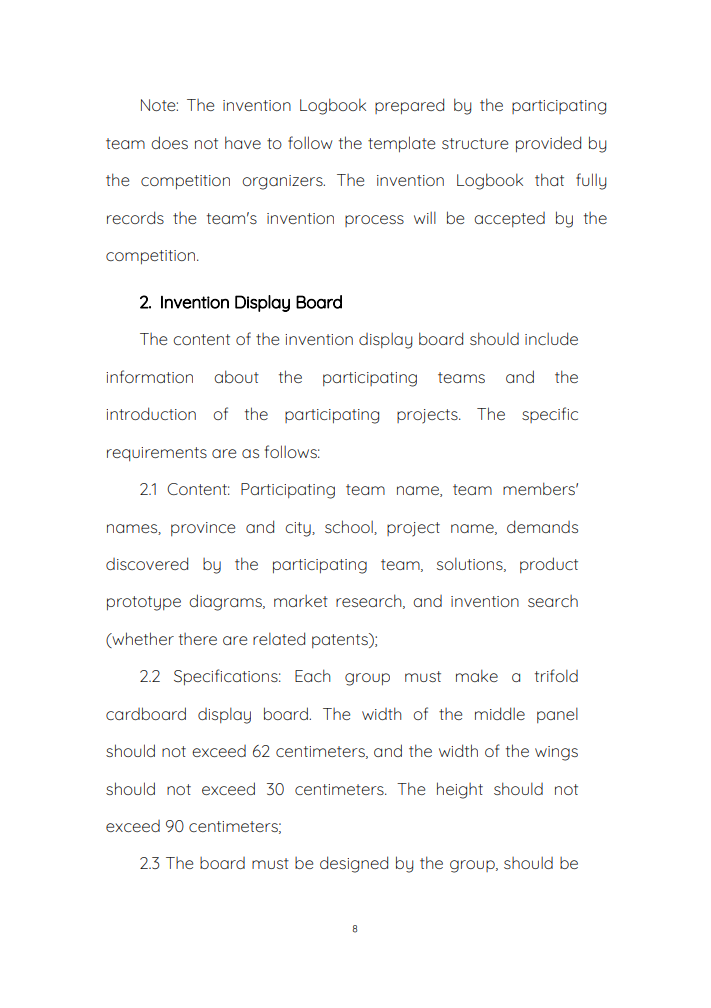 Note: The invention Logbook prepared by the participating
team does not have to follow the template structure provided by
the competition organizers. The invention Logbook that fully
records the team's invention process will be accepted by the
competition.
2. Invention Display Board
The content of the invention display board should include
information about the participating teams and the
introduction of the participating projects. The specific
requirements are as follows:
2.1 Content: Participating team name, team members'
names, province and city, school, project name, demands
discovered by the participating team, solutions, product
prototype diagrams, market research, and invention search
(whether there are related patents);
2.2 Specifications: Each group must make a trifold
cardboard display board. The width of the middle panel
should not exceed 62 centimeters, and the width of the wings
should not exceed 30 centimeters. The height should not
exceed 90 centimeters;
2.3 The board must be designed by the group, should be
8